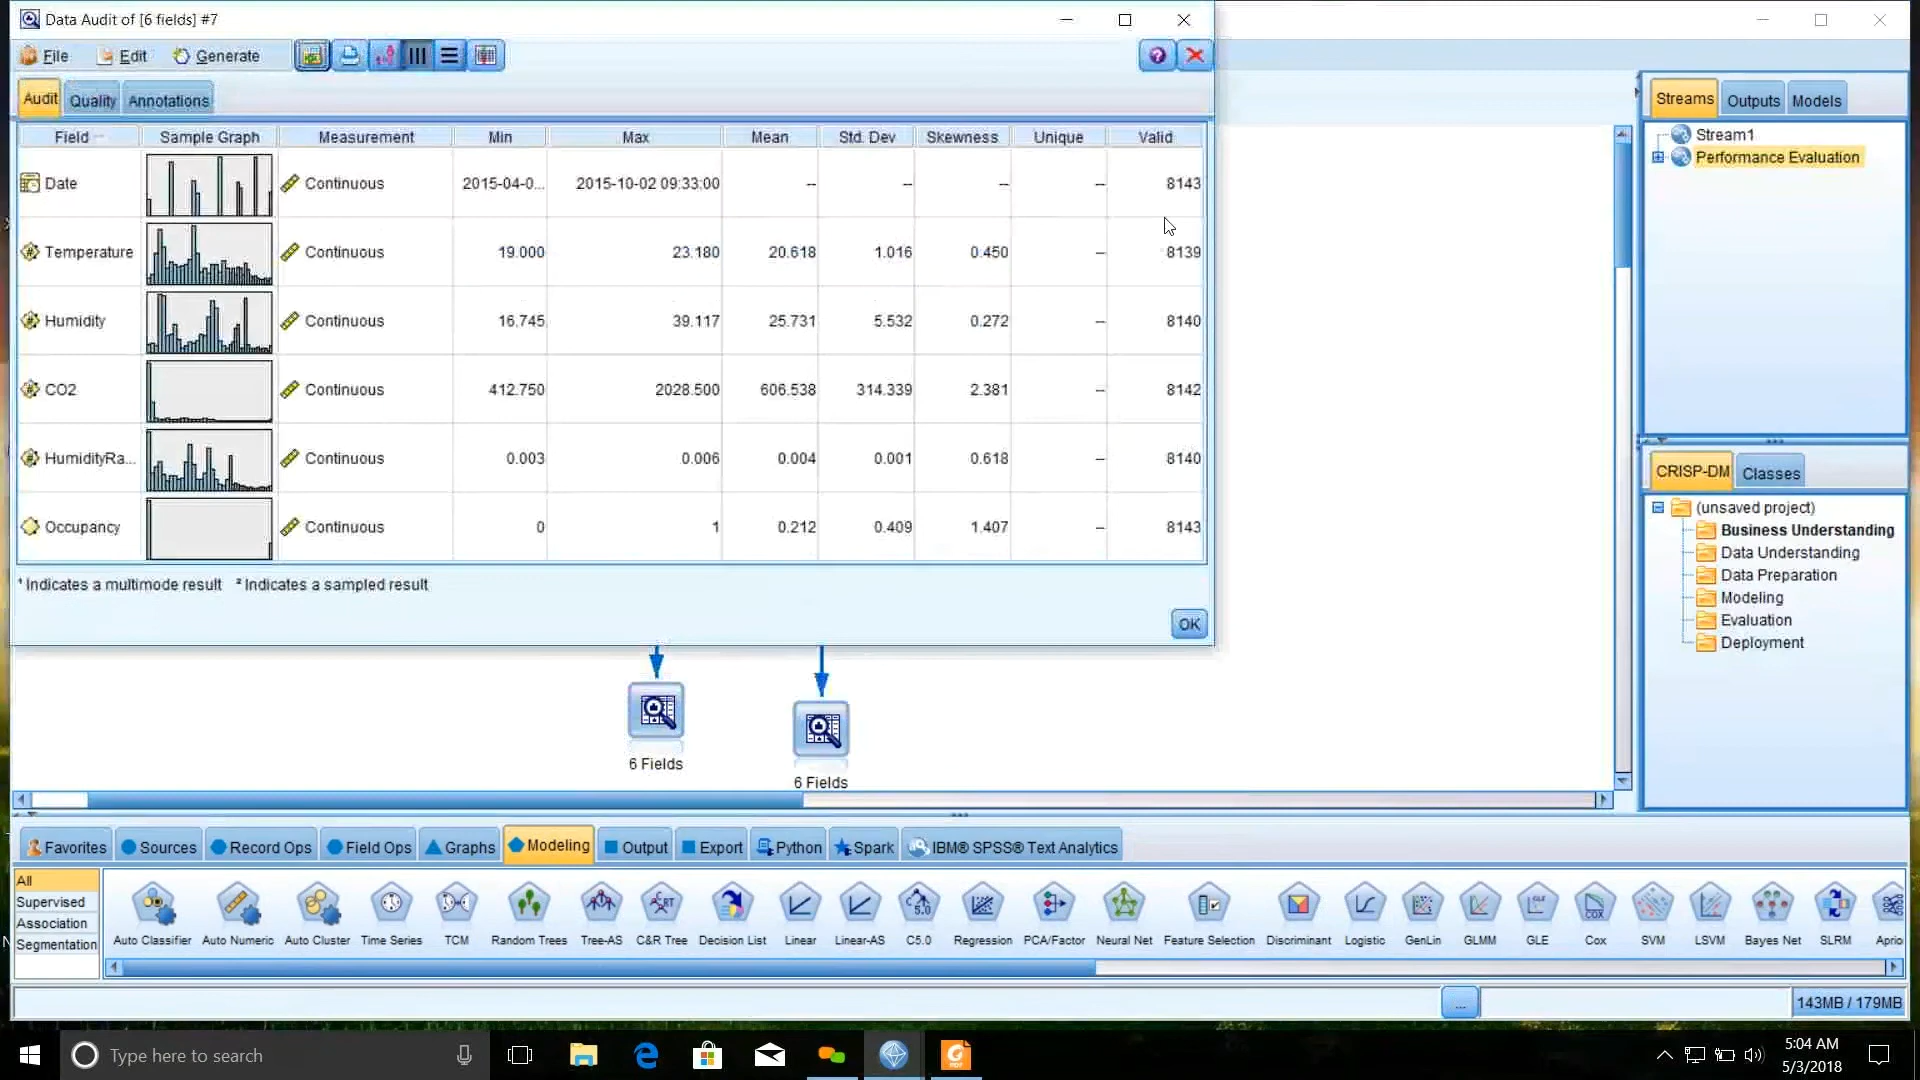 Data Audit of [6 fields] #7
File Edit Generate
Audit Quality Annotations
Field Sample Graph Measurement Min Max Mean Std. Dev Skewness Unique Valid
Date Continuous 2015-04-0... 2015-10-02 09:33:00 -- -- -- -- 8143
Temperature Continuous 19.000 23.180 20.618 1.016 0.450 -- 8139
Humidity Continuous 16.745 39.117 25.731 5.532 0.272 -- 8140
CO2 Continuous 412.750 2028.500 606.538 314.339 2.381 -- 8142
HumidityRa... Continuous 0.003 0.006 0.004 0.001 0.618 -- 8140
Occupancy Continuous 0 1 0.212 0.409 1.407 -- 8143
¹ Indicates a multimode result ² Indicates a sampled result
OK
6 Fields
6 Fields
Streams Outputs Models
Stream1
Performance Evaluation
CRISP-DM Classes
(unsaved project)
Business Understanding
Data Understanding
Data Preparation
Modeling
Evaluation
Deployment
Favorites Sources Record Ops Field Ops Graphs Modeling Output Export Python Spark IBM® SPSS® Text Analytics
All
Supervised
Association
Segmentation
Auto Classifier Auto Numeric Auto Cluster Time Series TCM Random Trees Tree-AS C&R Tree Decision List Linear Linear-AS C5.0 Regression PCA/Factor Neural Net Feature Selection Discriminant Logistic GenLin GLMM GLE Cox SVM LSVM Bayes Net SLRM Aprio
...
143MB / 179MB
Type here to search
5:04 AM
5/3/2018